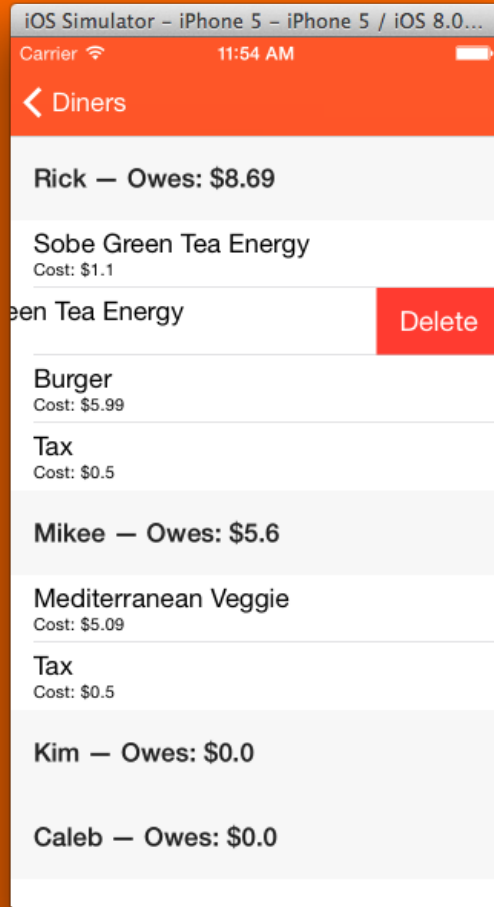 iOS Simulator – iPhone 5 – iPhone 5 / iOS 8.0...
Carrier 11:54 AM
Diners
Rick — Owes: $8.69
Sobe Green Tea Energy
Cost: $1.1
een Tea Energy
Delete
Burger
Cost: $5.99
Tax
Cost: $0.5
Mikee — Owes: $5.6
Mediterranean Veggie
Cost: $5.09
Tax
Cost: $0.5
Kim — Owes: $0.0
Caleb — Owes: $0.0